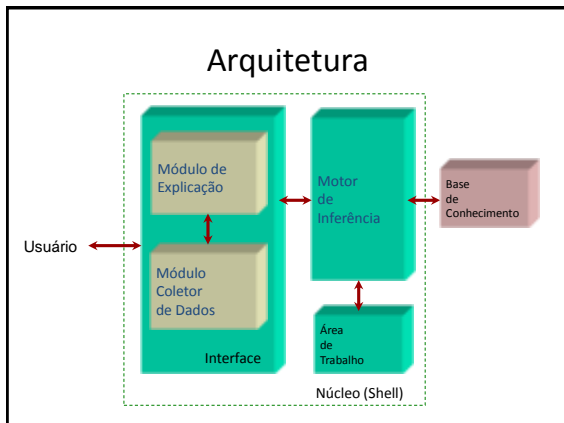 Arquitetura
Módulo de
Explicação
Motor
de
Inferência
Base
de
Conhecimento
Usuário
Módulo
Coletor
de Dados
Área
de
Trabalho
Interface
Núcleo (Shell)